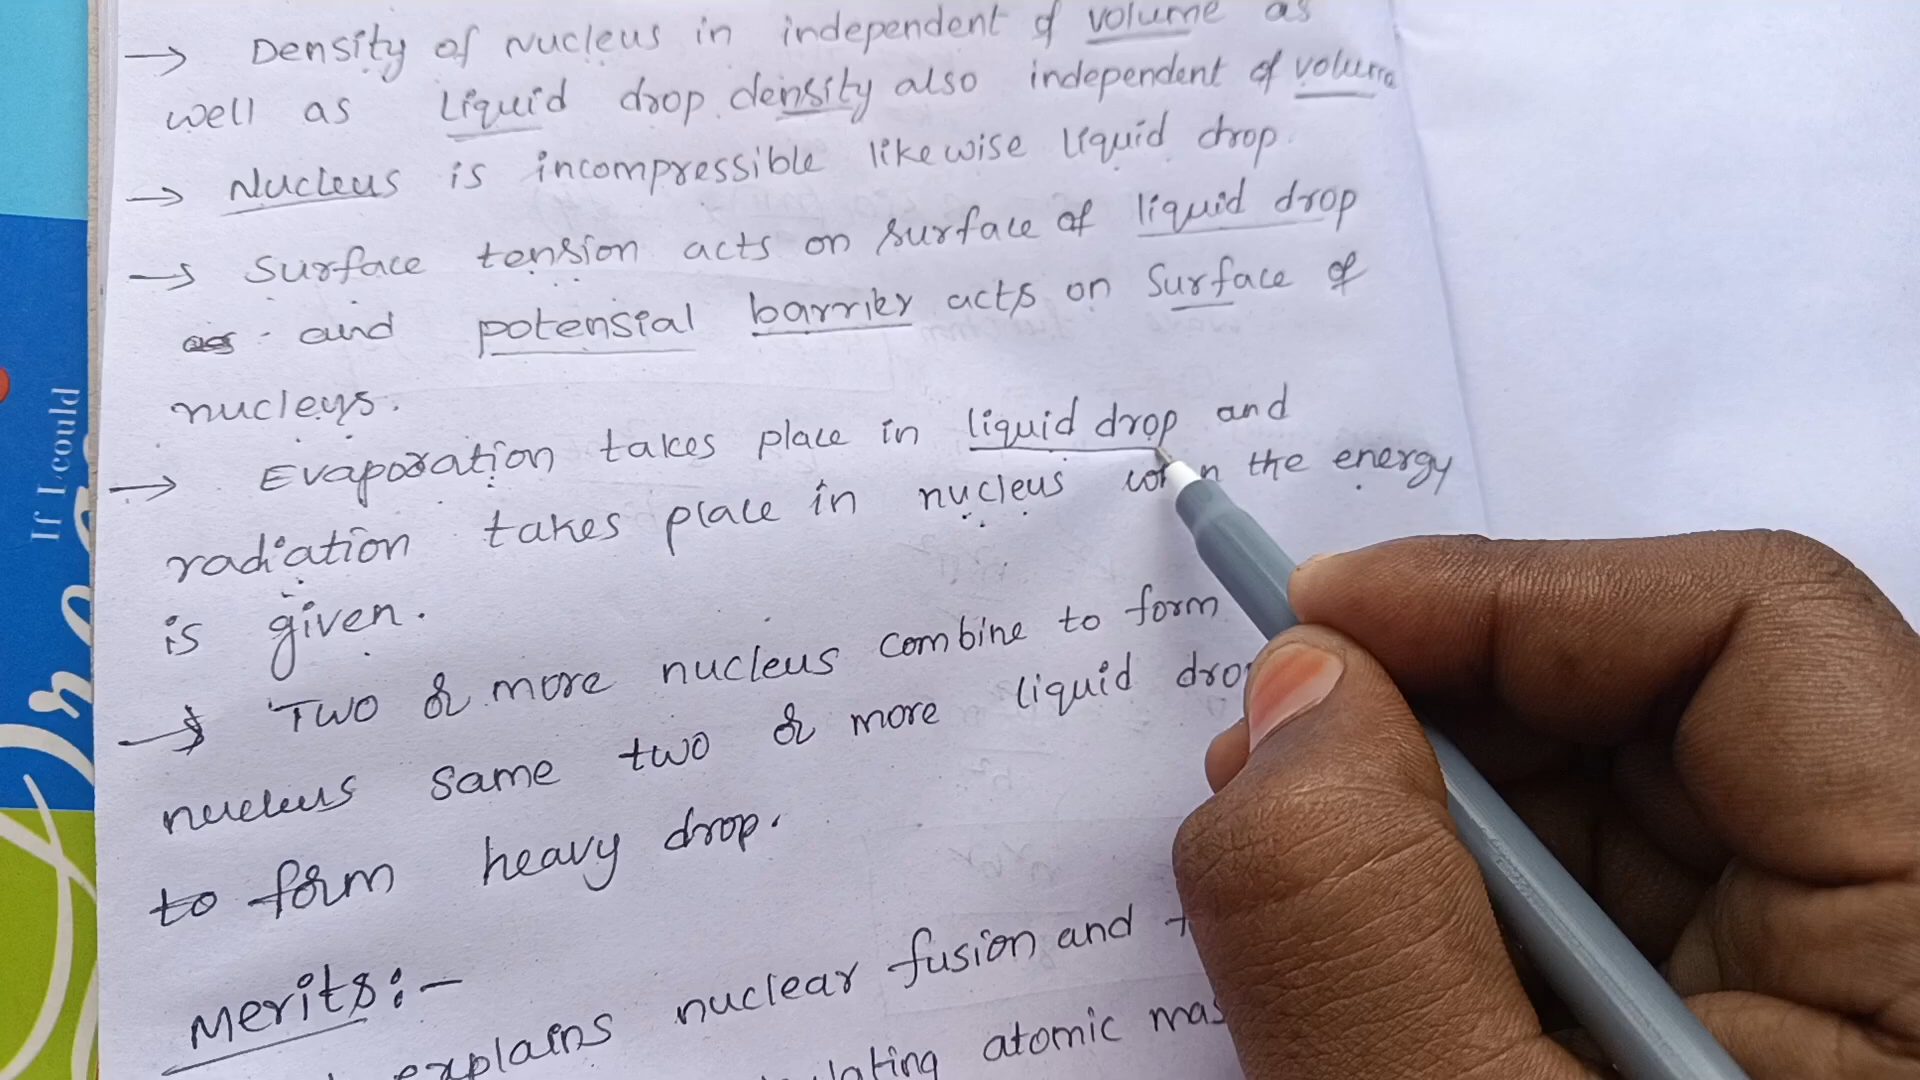 → Density of Nucleus in independent of volume as
well as Liquid drop density also independent of volume
→ Nucleus is incompressible likewise liquid drop.
→ Surface tension acts on surface of liquid drop
as and potensial barrier acts on Surface of
nucleus.
→ Evaporation takes place in liquid drop and
radiation takes place in nucleus when the energy
is given.
→ Two & more nucleus combine to form
nucleus same two & more liquid drop
to form heavy drop.
Merits:-
explains nuclear fusion and
atomic
If I could